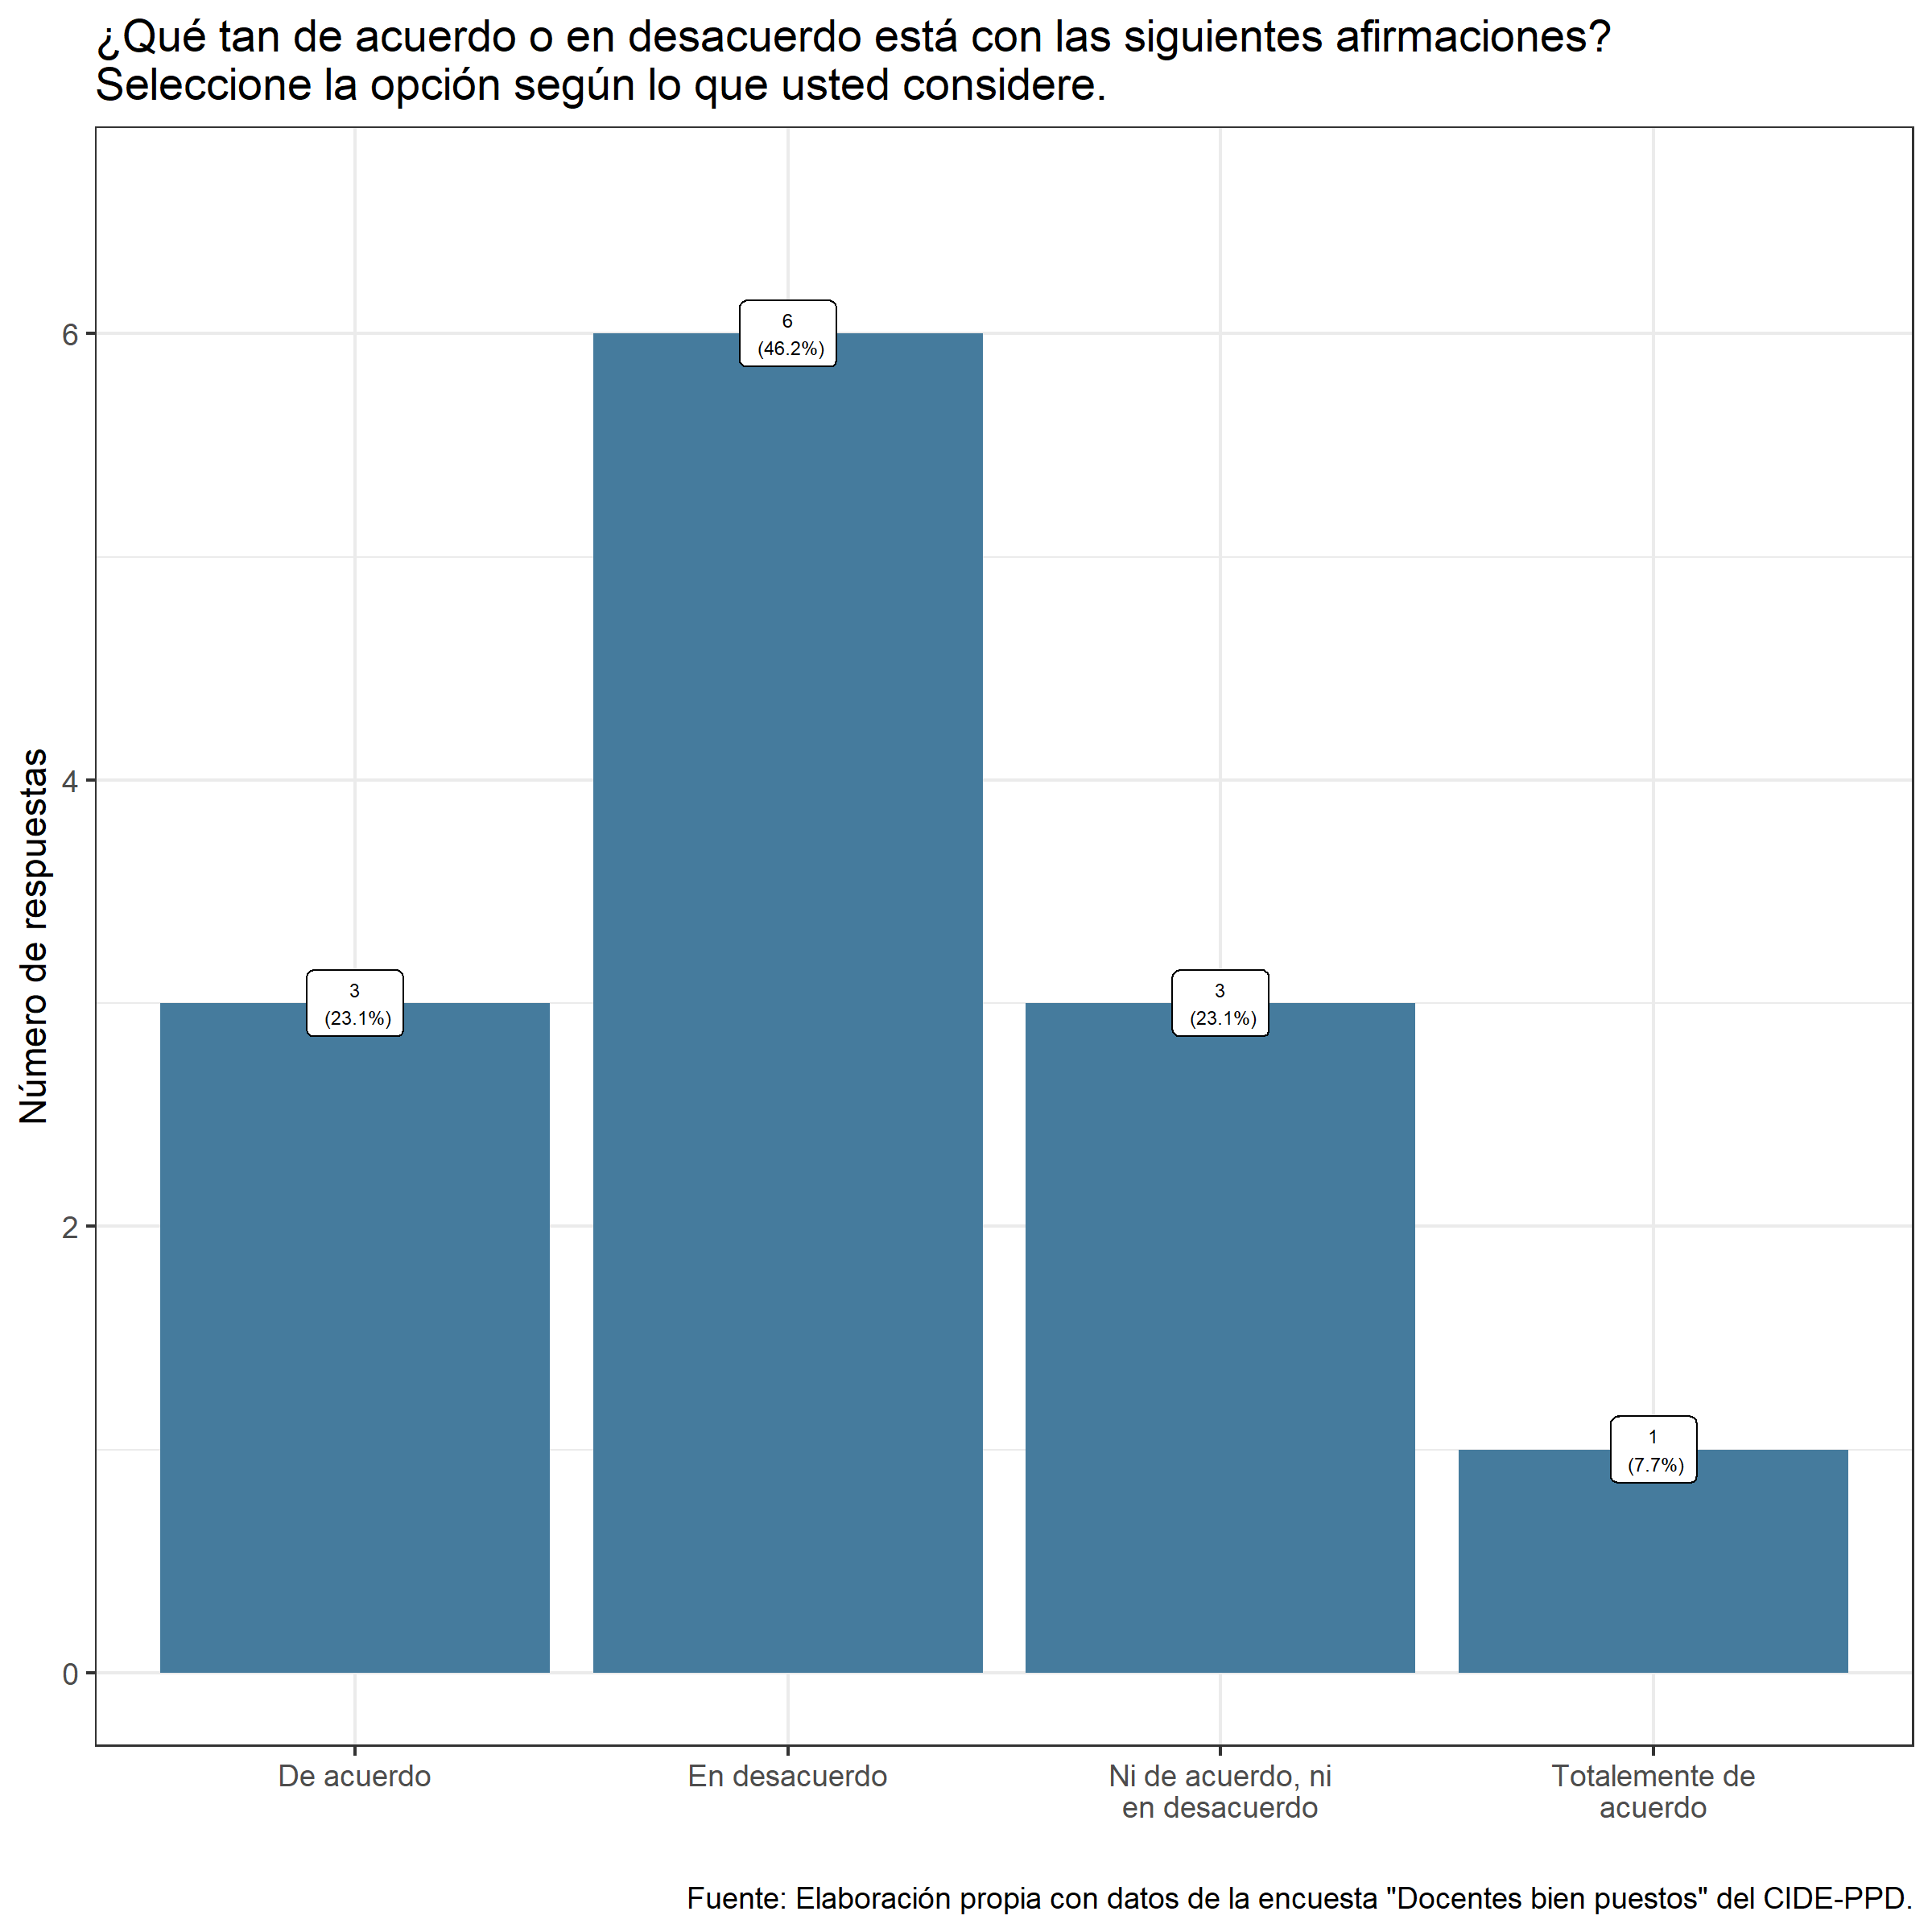 ¿Qué tan de acuerdo o en desacuerdo está con las siguientes afirmaciones?
Seleccione la opción según lo que usted considere.
Número de respuestas
6
4
2
0
3
(23.1%)
6
(46.2%)
3
(23.1%)
1
(7.7%)
De acuerdo
En desacuerdo
Ni de acuerdo, ni
en desacuerdo
Totalemente de
acuerdo
Fuente: Elaboración propia con datos de la encuesta "Docentes bien puestos" del CIDE-PPD.